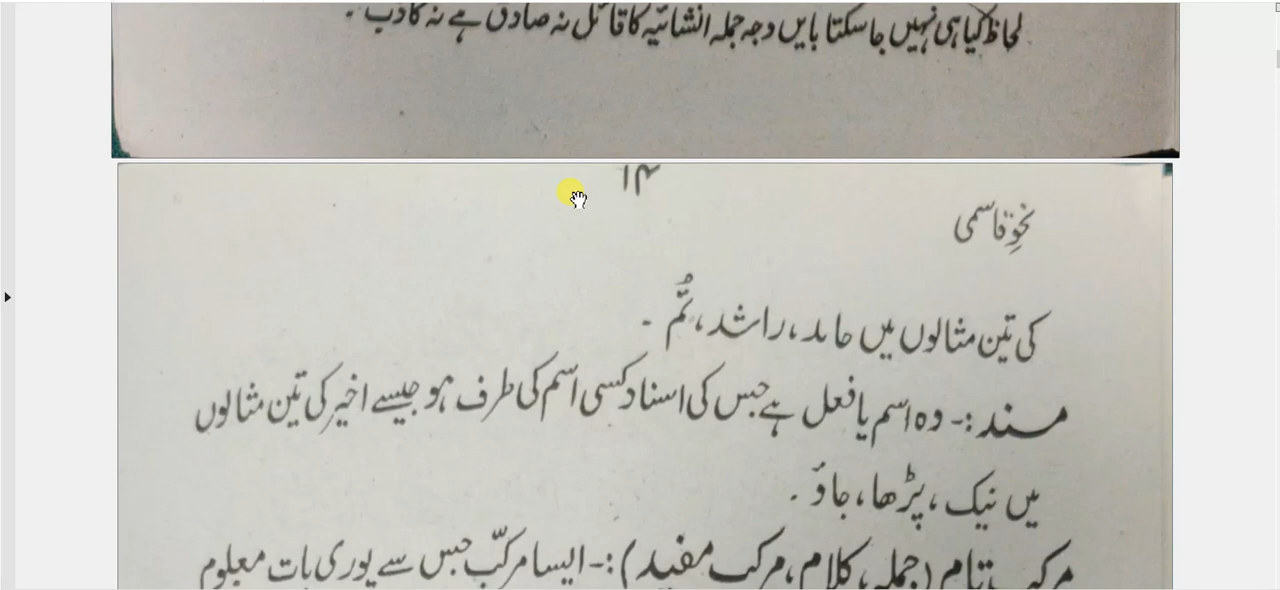 لحاظ کیا ہی نہیں جا سکتا بایں وجہ جملہ انشائیہ کا قائل نہ صادق ہے نہ کاذب ۔
۱۴
نحوِ قاسمی
کی تین مثالوں میں حامد، راشد، تُم ۔
مسند :- وہ اسم یا فعل ہے جس کی اسناد کسی اسم کی طرف ہو جیسے اخیر کی تین مثالوں
میں نیک، پڑھا، جاؤ ۔
مرکب تام (جملہ، کلام، مرکب مفید) :- ایسا مرکّب جس سے پوری بات معلوم